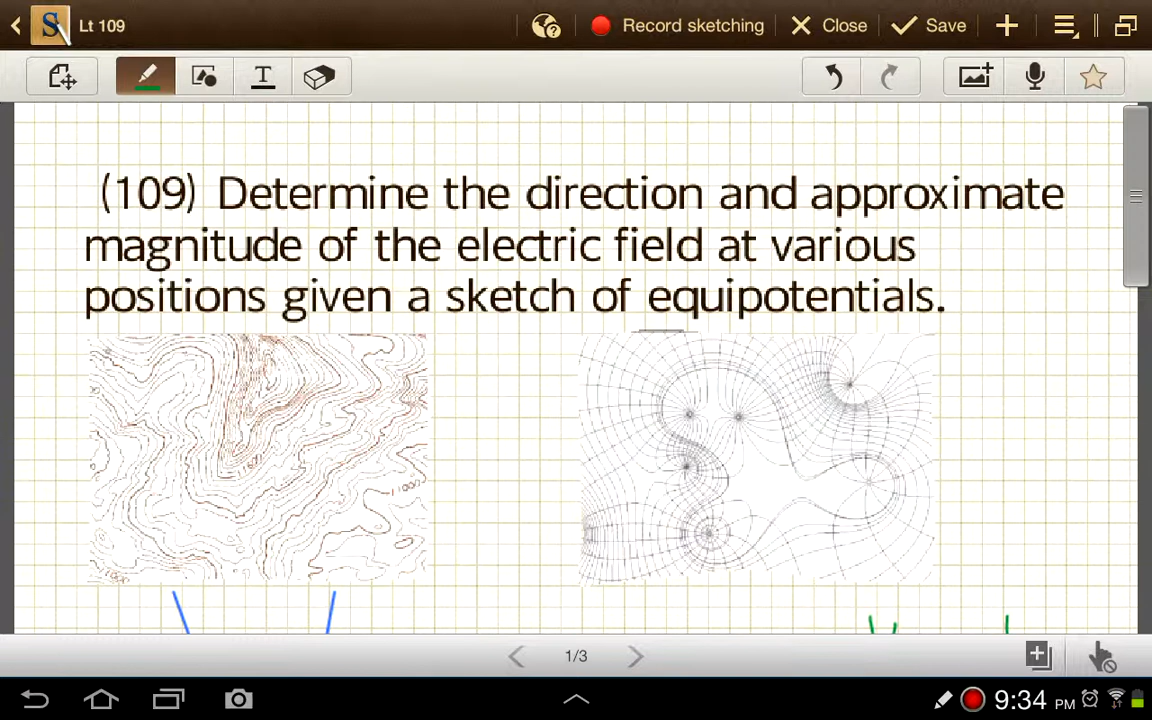 S Lt 109 Record sketching Close Save
T
(109) Determine the direction and approximate
magnitude of the electric field at various
positions given a sketch of equipotentials.
1/3
9:34 PM